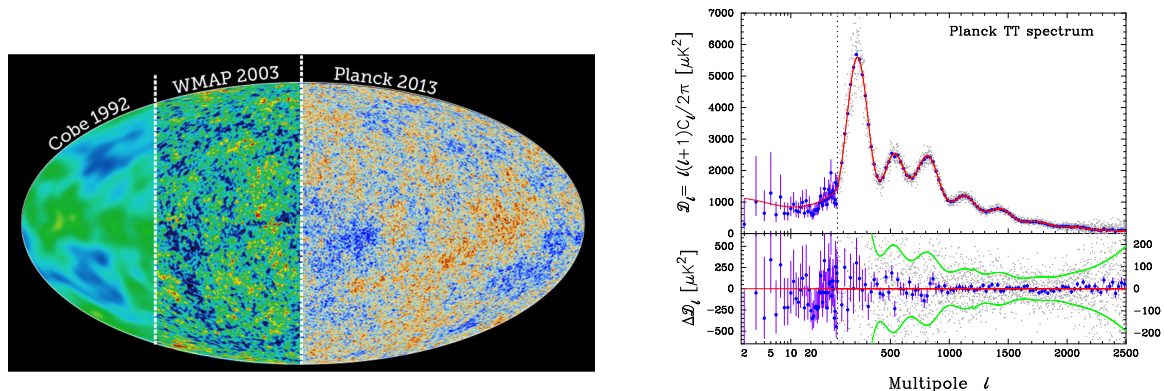 Cobe 1992
WMAP 2003
Planck 2013
Planck TT spectrum
𝒟ℓ = ℓ(ℓ+1)Cℓ/2π [μK²]
7000
6000
5000
4000
3000
2000
1000
0
Δ𝒟ℓ [μK²]
500
250
0
-250
-500
200
100
0
-100
-200
2 5 10 20 500 1000 1500 2000 2500
Multipole ℓ